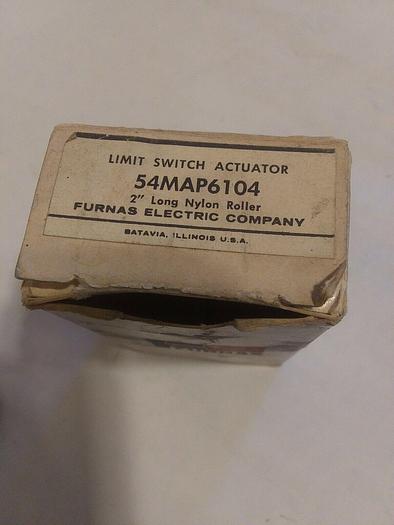 LIMIT SWITCH ACTUATOR
54MAP6104
2" Long Nylon Roller
FURNAS ELECTRIC COMPANY
BATAVIA, ILLINOIS U.S.A.